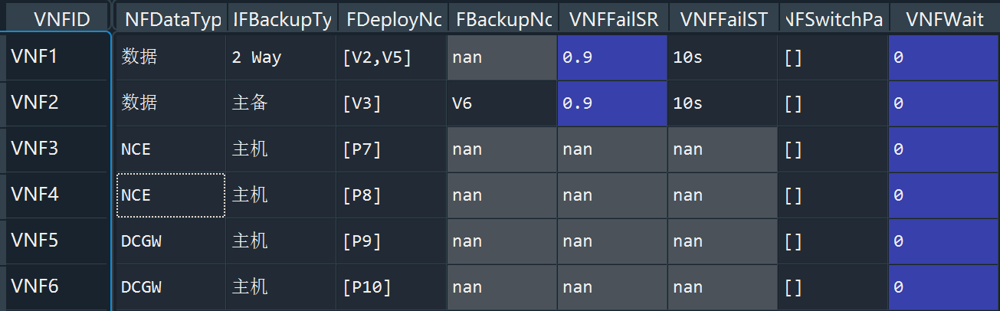 VNFID NFDataTyp IFBackupTy FDeployNo FBackupNo VNFFailSR VNFFailST NFSwitchPa VNFWait
VNF1 数据 2 Way [V2,V5] nan 0.9 10s [] 0
VNF2 数据 主备 [V3] V6 0.9 10s [] 0
VNF3 NCE 主机 [P7] nan nan nan [] 0
VNF4 NCE 主机 [P8] nan nan nan [] 0
VNF5 DCGW 主机 [P9] nan nan nan [] 0
VNF6 DCGW 主机 [P10] nan nan nan [] 0